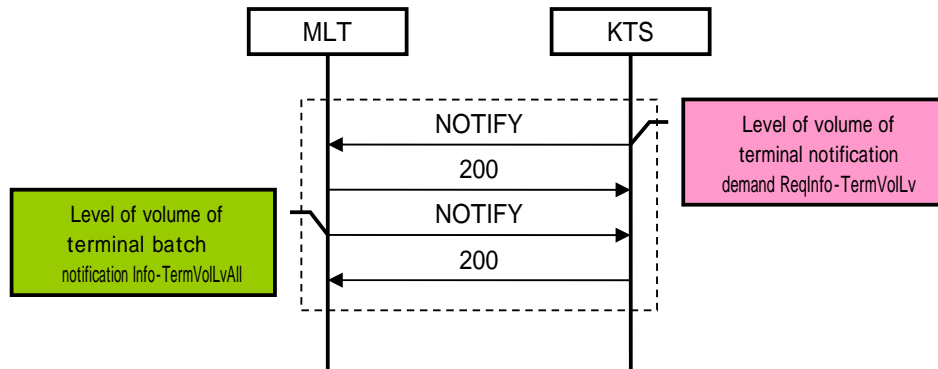 MLT
KTS
NOTIFY
Level of volume of
terminal notification
demand ReqInfo-TermVolLv
200
Level of volume of
terminal batch
notification Info-TermVolLvAll
NOTIFY
200